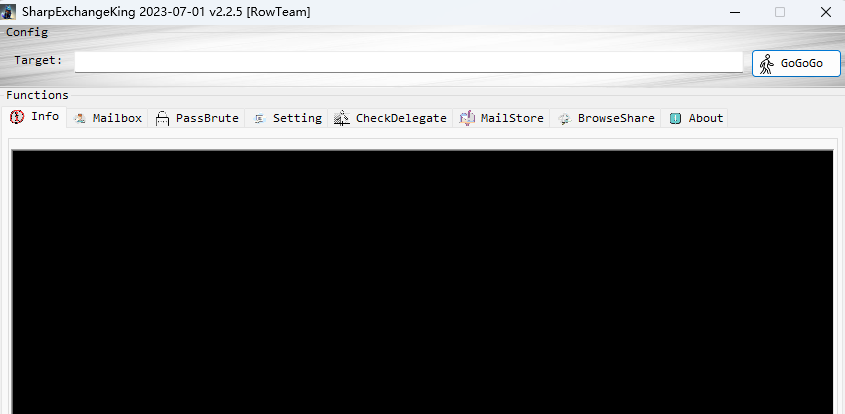 SharpExchangeKing 2023-07-01 v2.2.5 [RowTeam]
Config
Target: GoGoGo
Functions
Info Mailbox PassBrute Setting CheckDelegate MailStore BrowseShare About